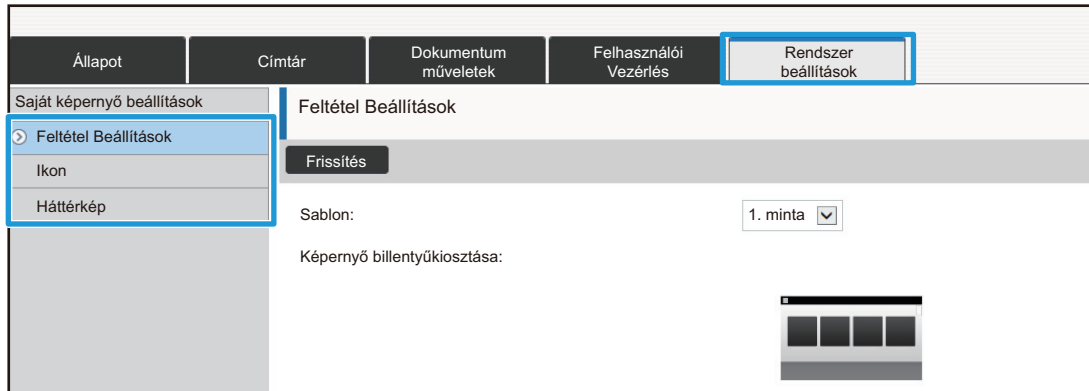 Állapot
Címtár
Dokumentum
műveletek
Felhasználói
Vezérlés
Rendszer
beállítások
Saját képernyő beállítások
Feltétel Beállítások
Ikon
Háttérkép
Feltétel Beállítások
Frissítés
Sablon:
1. minta
Képernyő billentyűkiosztása: